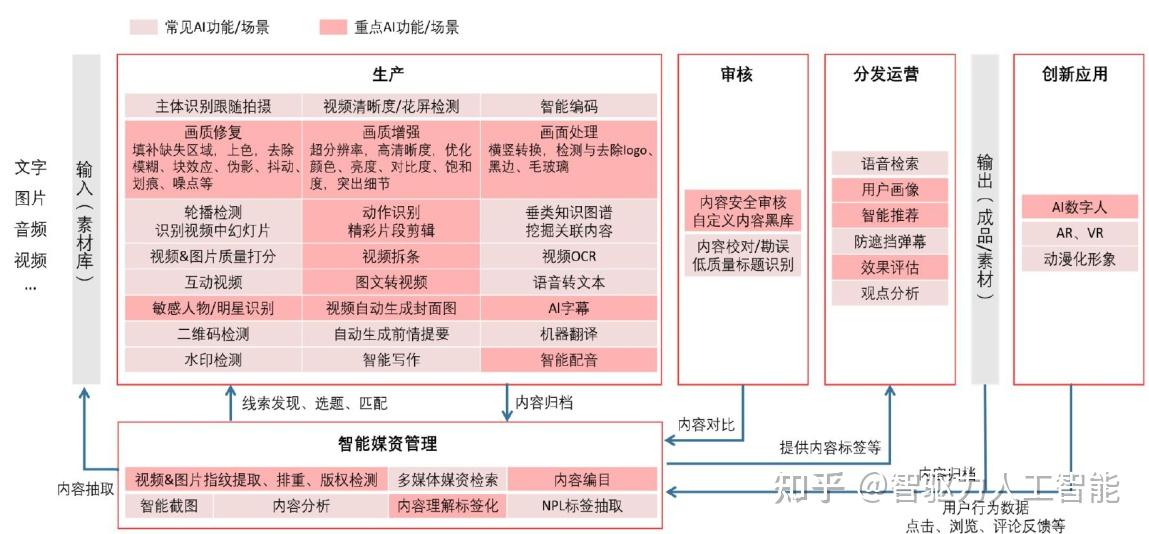 常见AI功能/场景
重点AI功能/场景
文字
图片
音频
视频
...
输入（素材库）
生产
主体识别跟随拍摄
视频清晰度/花屏检测
智能编码
画质修复
填补缺失区域，上色，去除
模糊、块效应，伪影、抖动、
划痕，噪点等
画质增强
超分辨率，高清晰度，优化
颜色、亮度、对比度、饱和
度，突出细节
画面处理
横竖转换，检测与去除logo、
黑边、毛玻璃
轮播检测
识别视频中幻灯片
动作识别
精彩片段剪辑
垂类知识图谱
挖掘关联内容
视频&图片质量打分
视频拆条
视频OCR
互动视频
图文转视频
语音转文本
敏感人物/明星识别
视频自动生成封面图
AI字幕
二维码检测
自动生成前情提要
机器翻译
水印检测
智能写作
智能配音
审核
内容安全审核
自定义内容黑库
内容校对/勘误
低质量标题识别
分发运营
语音检索
用户画像
智能推荐
防遮挡弹幕
效果评估
观点分析
输出（成品/素材）
创新应用
AI数字人
AR、VR
动漫化形象
线索发现、选题、匹配
内容归档
内容对比
提供内容标签等
内容抽取
智能媒资管理
视频&图片指纹提取、排重、版权检测
多媒体媒资检索
内容编目
智能截图
内容分析
内容理解标签化
NPL标签抽取
内容归档
用户行为数据
点击、浏览、评论反馈等
知乎 @智驱力人工智能